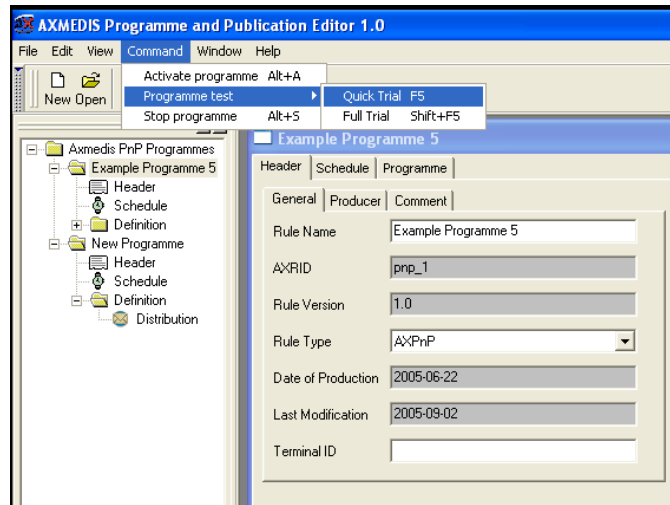 AXMEDIS Programme and Publication Editor 1.0
File Edit View Command Window Help
New Open
Activate programme Alt+A
Programme test
Stop programme Alt+S
Quick Trial F5
Full Trial Shift+F5
Axmedis PnP Programmes
Example Programme 5
Header
Schedule
Definition
New Programme
Header
Schedule
Definition
Distribution
Example Programme 5
Header Schedule Programme
General Producer Comment
Rule Name Example Programme 5
AXRID pnp_1
Rule Version 1.0
Rule Type AXPnP
Date of Production 2005-06-22
Last Modification 2005-09-02
Terminal ID